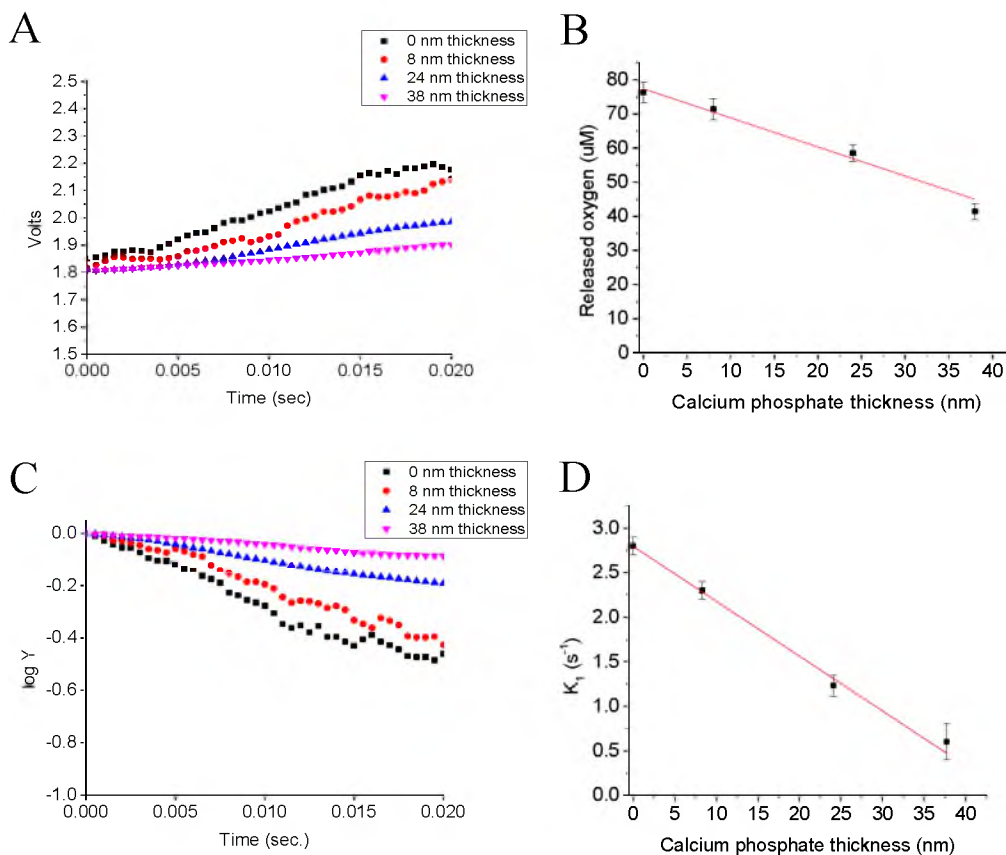 A
0 nm thickness
8 nm thickness
24 nm thickness
38 nm thickness
2.5
2.4
2.3
2.2
2.1
2.0
1.9
1.8
1.7
1.6
1.5
Volts
0.000 0.005 0.010 0.015 0.020
Time (sec)
B
80
70
60
50
40
30
20
10
0
Released oxygen (uM)
0 5 10 15 20 25 30 35 40
Calcium phosphate thickness (nm)
C
0 nm thickness
8 nm thickness
24 nm thickness
38 nm thickness
0.0
-0.2
-0.4
-0.6
-0.8
-1.0
log Y
0.000 0.005 0.010 0.015 0.020
Time (sec.)
D
3.0
2.5
2.0
1.5
1.0
0.5
0.0
K₁ (s⁻¹)
0 5 10 15 20 25 30 35 40
Calcium phosphate thickness (nm)